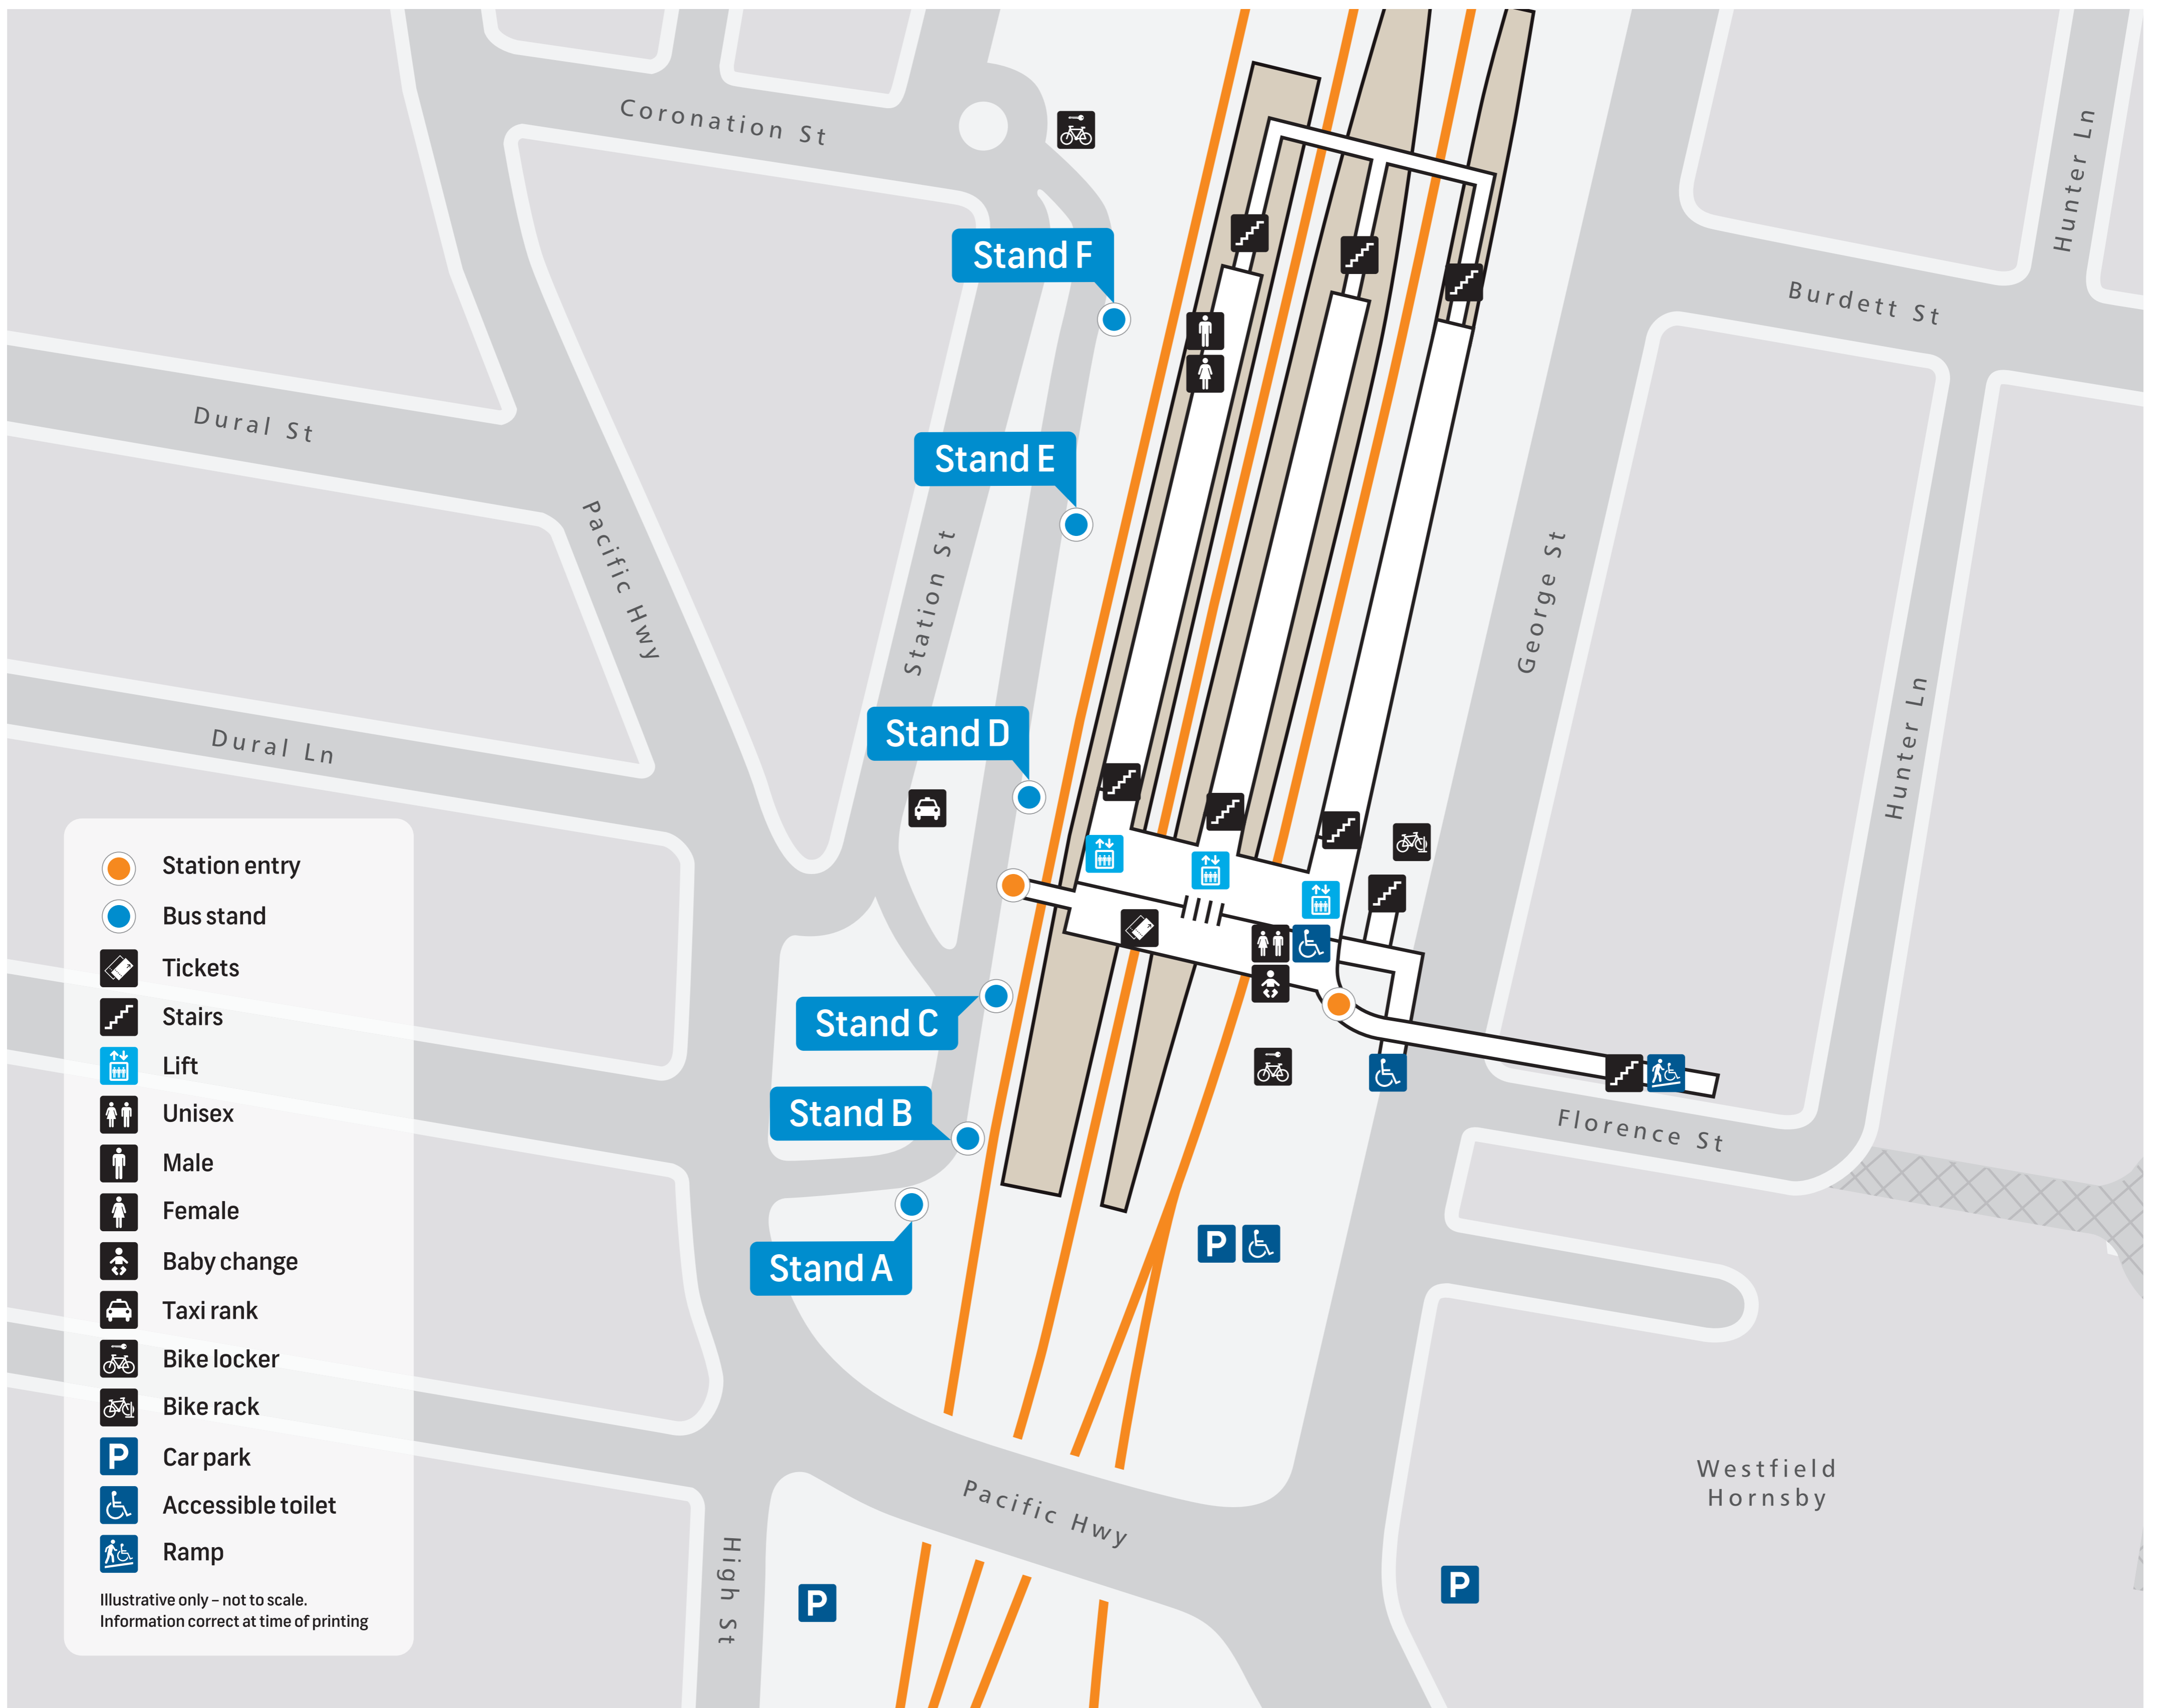 Coronation St
Hunter Ln
Stand F
Burdett St
Dural St
Stand E
Pacific Hwy
Station St
George St
Stand D
Dural Ln
Hunter Ln
Stand C
Stand B
Florence St
Stand A
Station entry
Bus stand
Tickets
Stairs
Lift
Unisex
Male
Female
Baby change
Taxi rank
Bike locker
Bike rack
P
Car park
Accessible toilet
Ramp
Illustrative only – not to scale.
Information correct at time of printing
P
Pacific Hwy
Westfield
Hornsby
High St
P
P